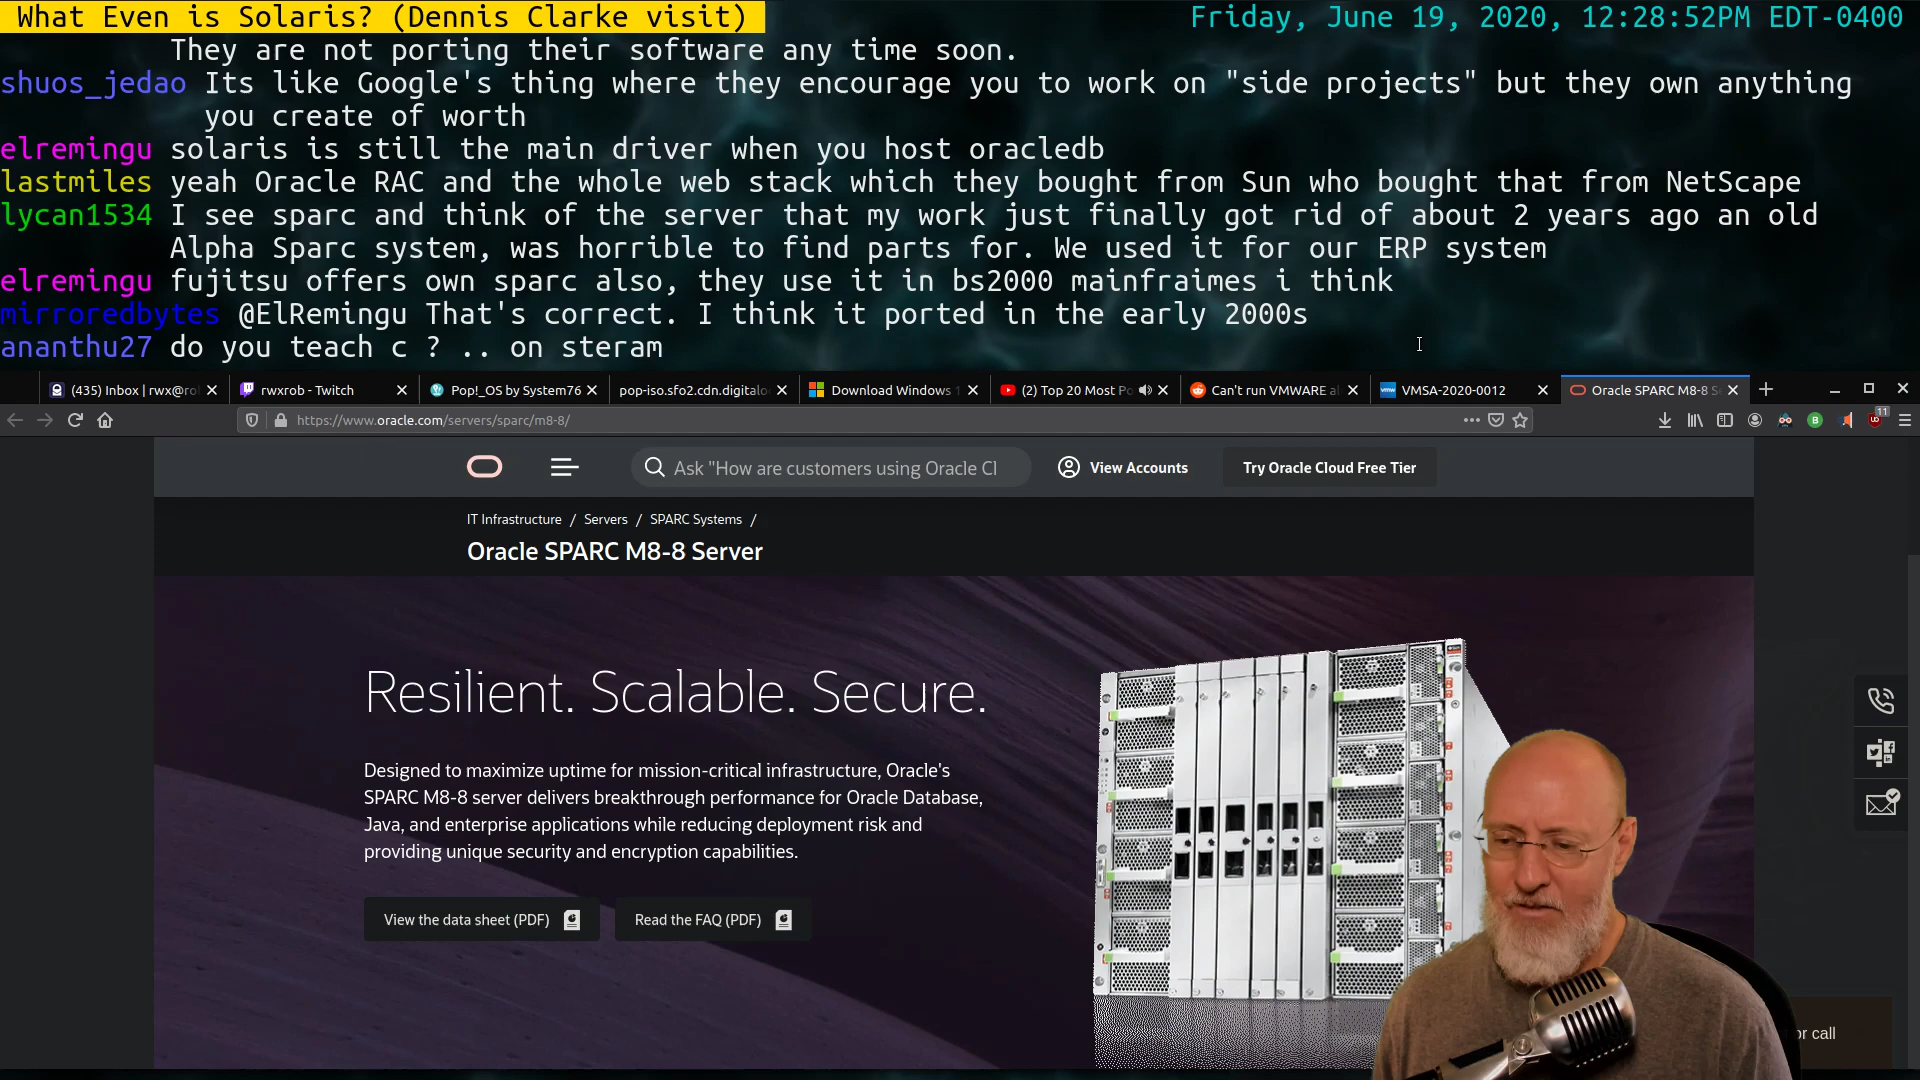 What Even is Solaris? (Dennis Clarke visit)
Friday, June 19, 2020, 12:28:52PM EDT-0400
They are not porting their software any time soon.
shuos_jedao Its like Google's thing where they encourage you to work on "side projects" but they own anything
you create of worth
elremingu solaris is still the main driver when you host oracledb
lastmiles yeah Oracle RAC and the whole web stack which they bought from Sun who bought that from NetScape
lycan1534 I see sparc and think of the server that my work just finally got rid of about 2 years ago an old
Alpha Sparc system, was horrible to find parts for. We used it for our ERP system
elremingu fujitsu offers own sparc also, they use it in bs2000 mainfraimes i think
mirroredbytes @ElRemingu That's correct. I think it ported in the early 2000s
ananthu27 do you teach c ? .. on steram
(435) Inbox | rwx@ro
rwxrob - Twitch
Pop!_OS by System76
pop-iso.sfo2.cdn.digitalo
Download Windows 1
(2) Top 20 Most Po
Can't run VMWARE al
VMSA-2020-0012
Oracle SPARC M8-8 S
https://www.oracle.com/servers/sparc/m8-8/
11
Ask "How are customers using Oracle Cl
View Accounts
Try Oracle Cloud Free Tier
IT Infrastructure / Servers / SPARC Systems /
Oracle SPARC M8-8 Server
Resilient. Scalable. Secure.
Designed to maximize uptime for mission-critical infrastructure, Oracle's
SPARC M8-8 server delivers breakthrough performance for Oracle Database,
Java, and enterprise applications while reducing deployment risk and
providing unique security and encryption capabilities.
View the data sheet (PDF)
Read the FAQ (PDF)
or call